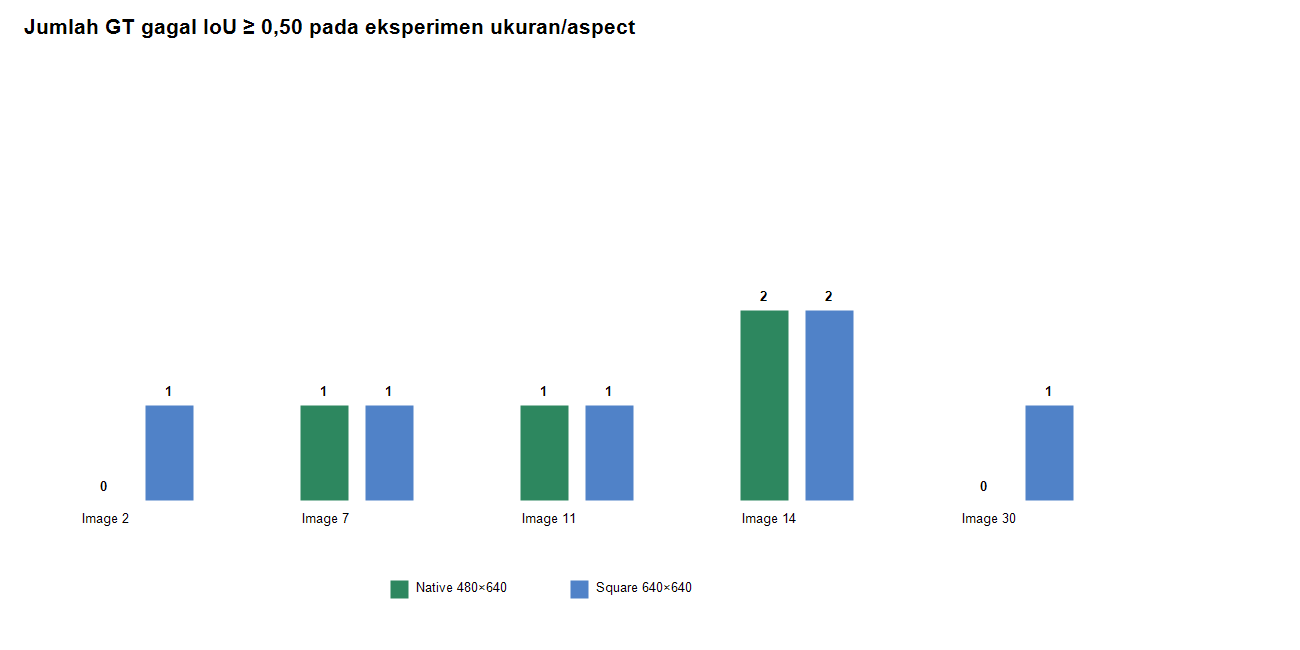 Jumlah GT gagal IoU ≥ 0,50 pada eksperimen ukuran/aspect
2 2
1 1 1 1 1 1
0 0
Image 2 Image 7 Image 11 Image 14 Image 30
Native 480×640 Square 640×640